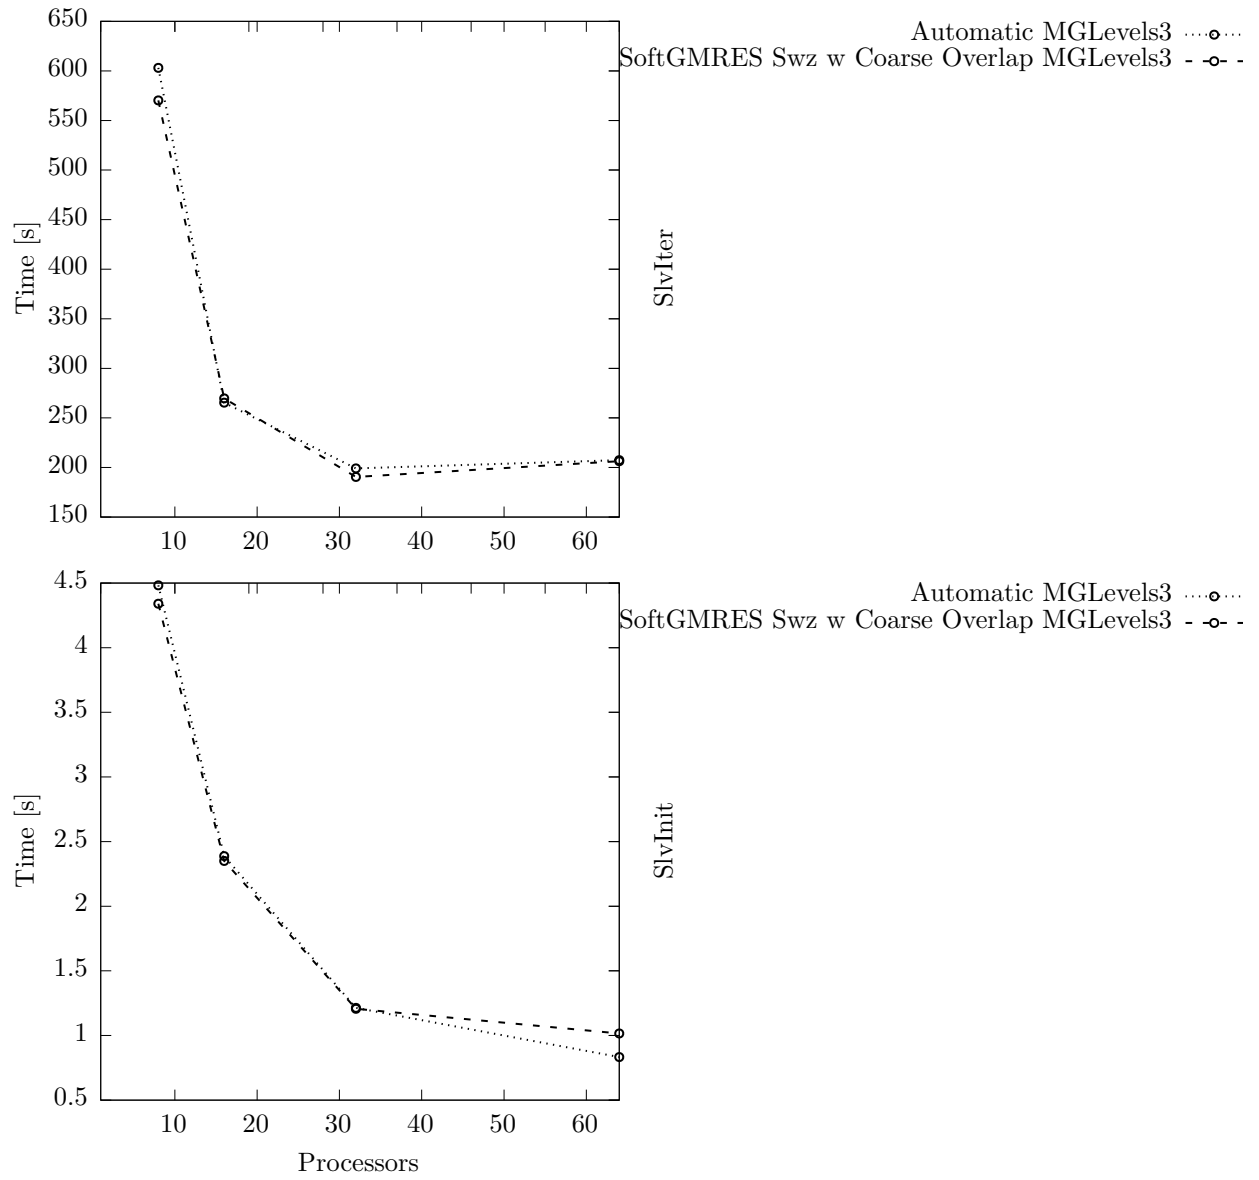 650
600
550
500
450
400
350
300
250
200
150
Time [s]
10 20 30 40 50 60
SlvIter
Automatic MGLevels3
SoftGMRES Swz w Coarse Overlap MGLevels3
4.5
4
3.5
3
2.5
2
1.5
1
0.5
Time [s]
10 20 30 40 50 60
Processors
SlvInit
Automatic MGLevels3
SoftGMRES Swz w Coarse Overlap MGLevels3